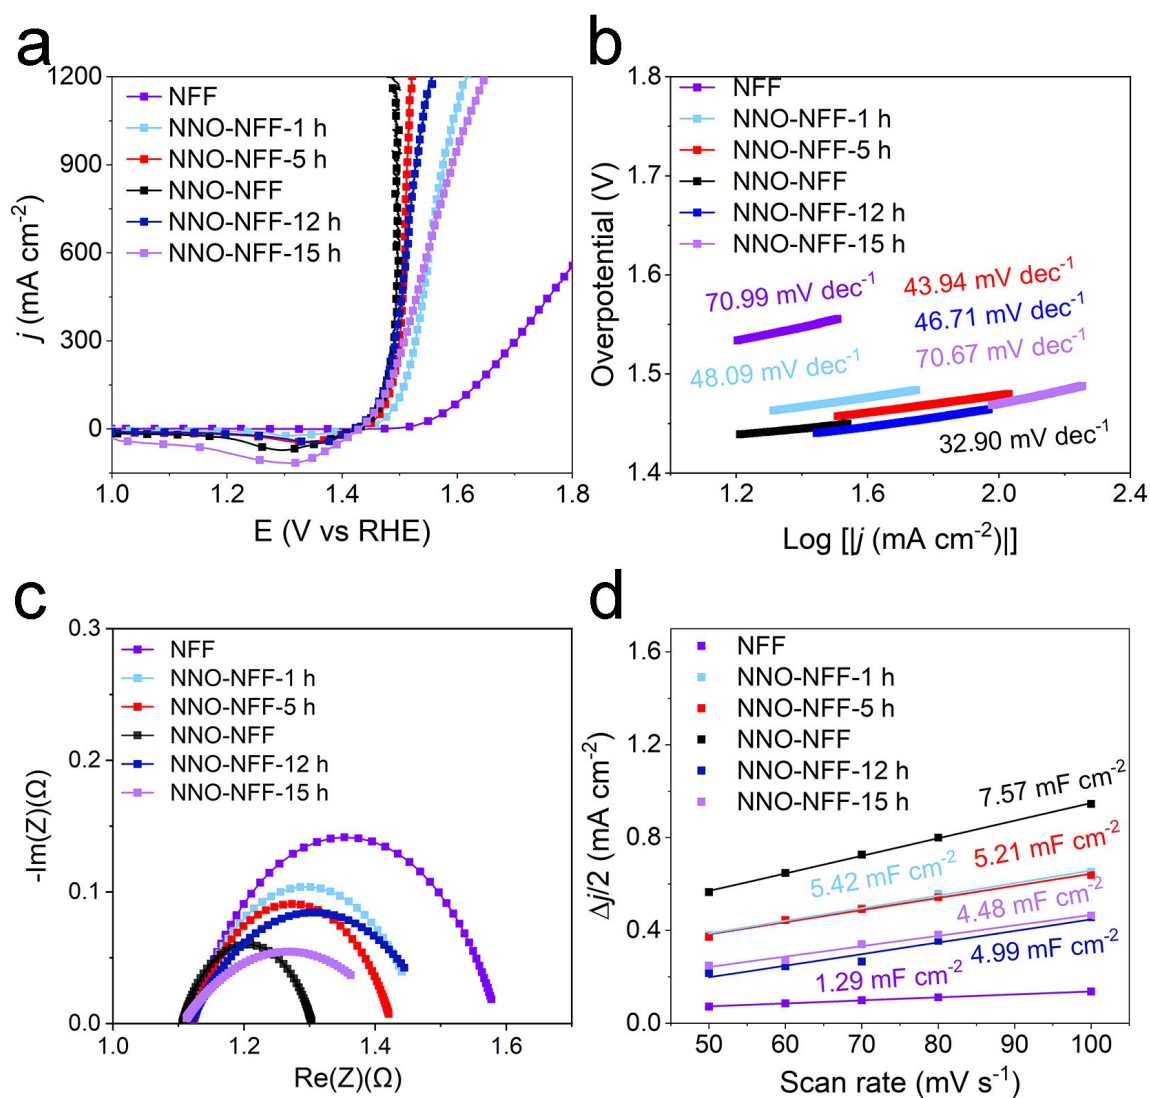 a
1200
900
600
300
0
j (mA cm⁻²)
NFF
NNO-NFF-1 h
NNO-NFF-5 h
NNO-NFF
NNO-NFF-12 h
NNO-NFF-15 h
1.0 1.2 1.4 1.6 1.8
E (V vs RHE)
b
1.8
1.7
1.6
1.5
1.4
Overpotential (V)
NFF
NNO-NFF-1 h
NNO-NFF-5 h
NNO-NFF
NNO-NFF-12 h
NNO-NFF-15 h
70.99 mV dec⁻¹
43.94 mV dec⁻¹
46.71 mV dec⁻¹
48.09 mV dec⁻¹
70.67 mV dec⁻¹
32.90 mV dec⁻¹
1.2 1.6 2.0 2.4
Log [|j (mA cm⁻²)|]
c
0.3
0.2
0.1
0.0
-Im(Z)(Ω)
NFF
NNO-NFF-1 h
NNO-NFF-5 h
NNO-NFF
NNO-NFF-12 h
NNO-NFF-15 h
1.0 1.2 1.4 1.6
Re(Z)(Ω)
d
1.6
1.2
0.8
0.4
0.0
Δj/2 (mA cm⁻²)
NFF
NNO-NFF-1 h
NNO-NFF-5 h
NNO-NFF
NNO-NFF-12 h
NNO-NFF-15 h
7.57 mF cm⁻²
5.42 mF cm⁻²
5.21 mF cm⁻²
4.48 mF cm⁻²
4.99 mF cm⁻²
1.29 mF cm⁻²
50 60 70 80 90 100
Scan rate (mV s⁻¹)